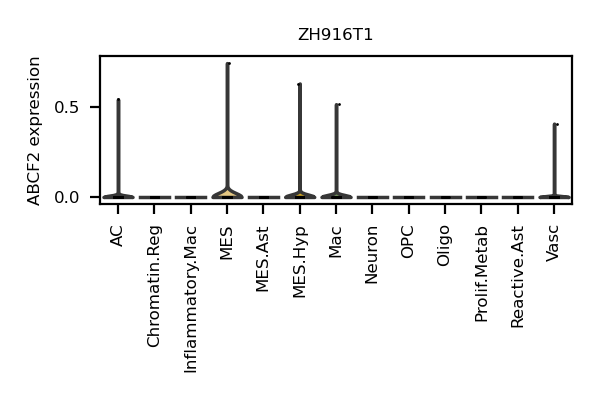 ZH916T1
ABCF2 expression
0.5
0.0
AC
Chromatin.Reg
Inflammatory.Mac
MES
MES.Ast
MES.Hyp
Mac
Neuron
OPC
Oligo
Prolif.Metab
Reactive.Ast
Vasc